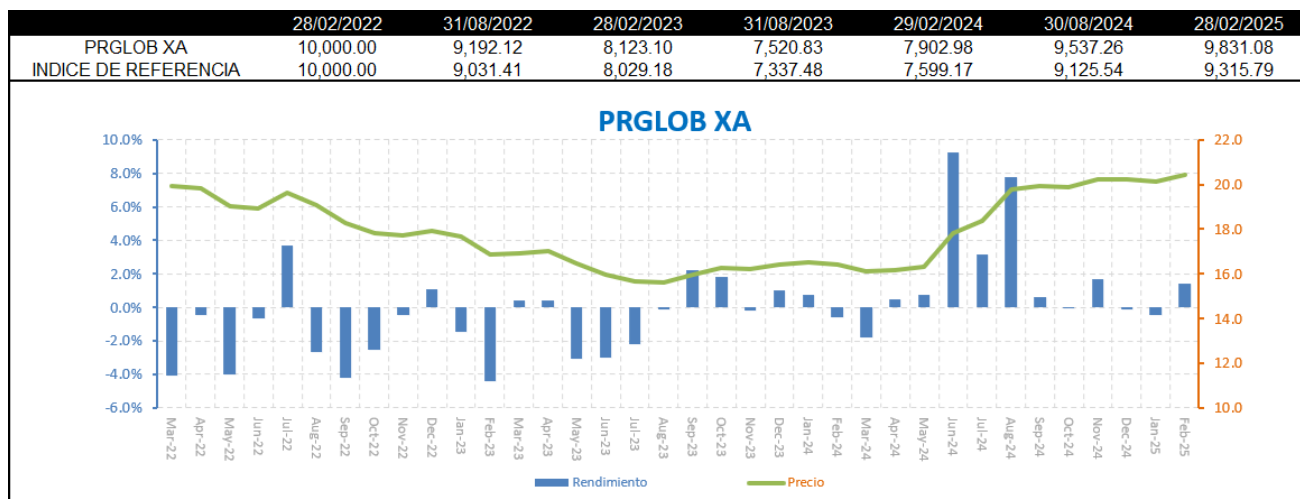 28/02/2022 31/08/2022 28/02/2023 31/08/2023 29/02/2024 30/08/2024 28/02/2025
PRGLOB XA 10,000.00 9,192.12 8,123.10 7,520.83 7,902.98 9,537.26 9,831.08
INDICE DE REFERENCIA 10,000.00 9,031.41 8,029.18 7,337.48 7,599.17 9,125.54 9,315.79
PRGLOB XA
10.0% 22.0
8.0% 20.0
6.0% 18.0
4.0%
2.0% 16.0
0.0% 14.0
-2.0%
-4.0% 12.0
-6.0% 10.0
Mar-22 Apr-22 May-22 Jun-22 Jul-22 Aug-22 Sep-22 Oct-22 Nov-22 Dec-22 Jan-23 Feb-23 Mar-23 Apr-23 May-23 Jun-23 Jul-23 Aug-23 Sep-23 Oct-23 Nov-23 Dec-23 Jan-24 Feb-24 Mar-24 Apr-24 May-24 Jun-24 Jul-24 Aug-24 Sep-24 Oct-24 Nov-24 Dec-24 Jan-25 Feb-25
Rendimiento Precio